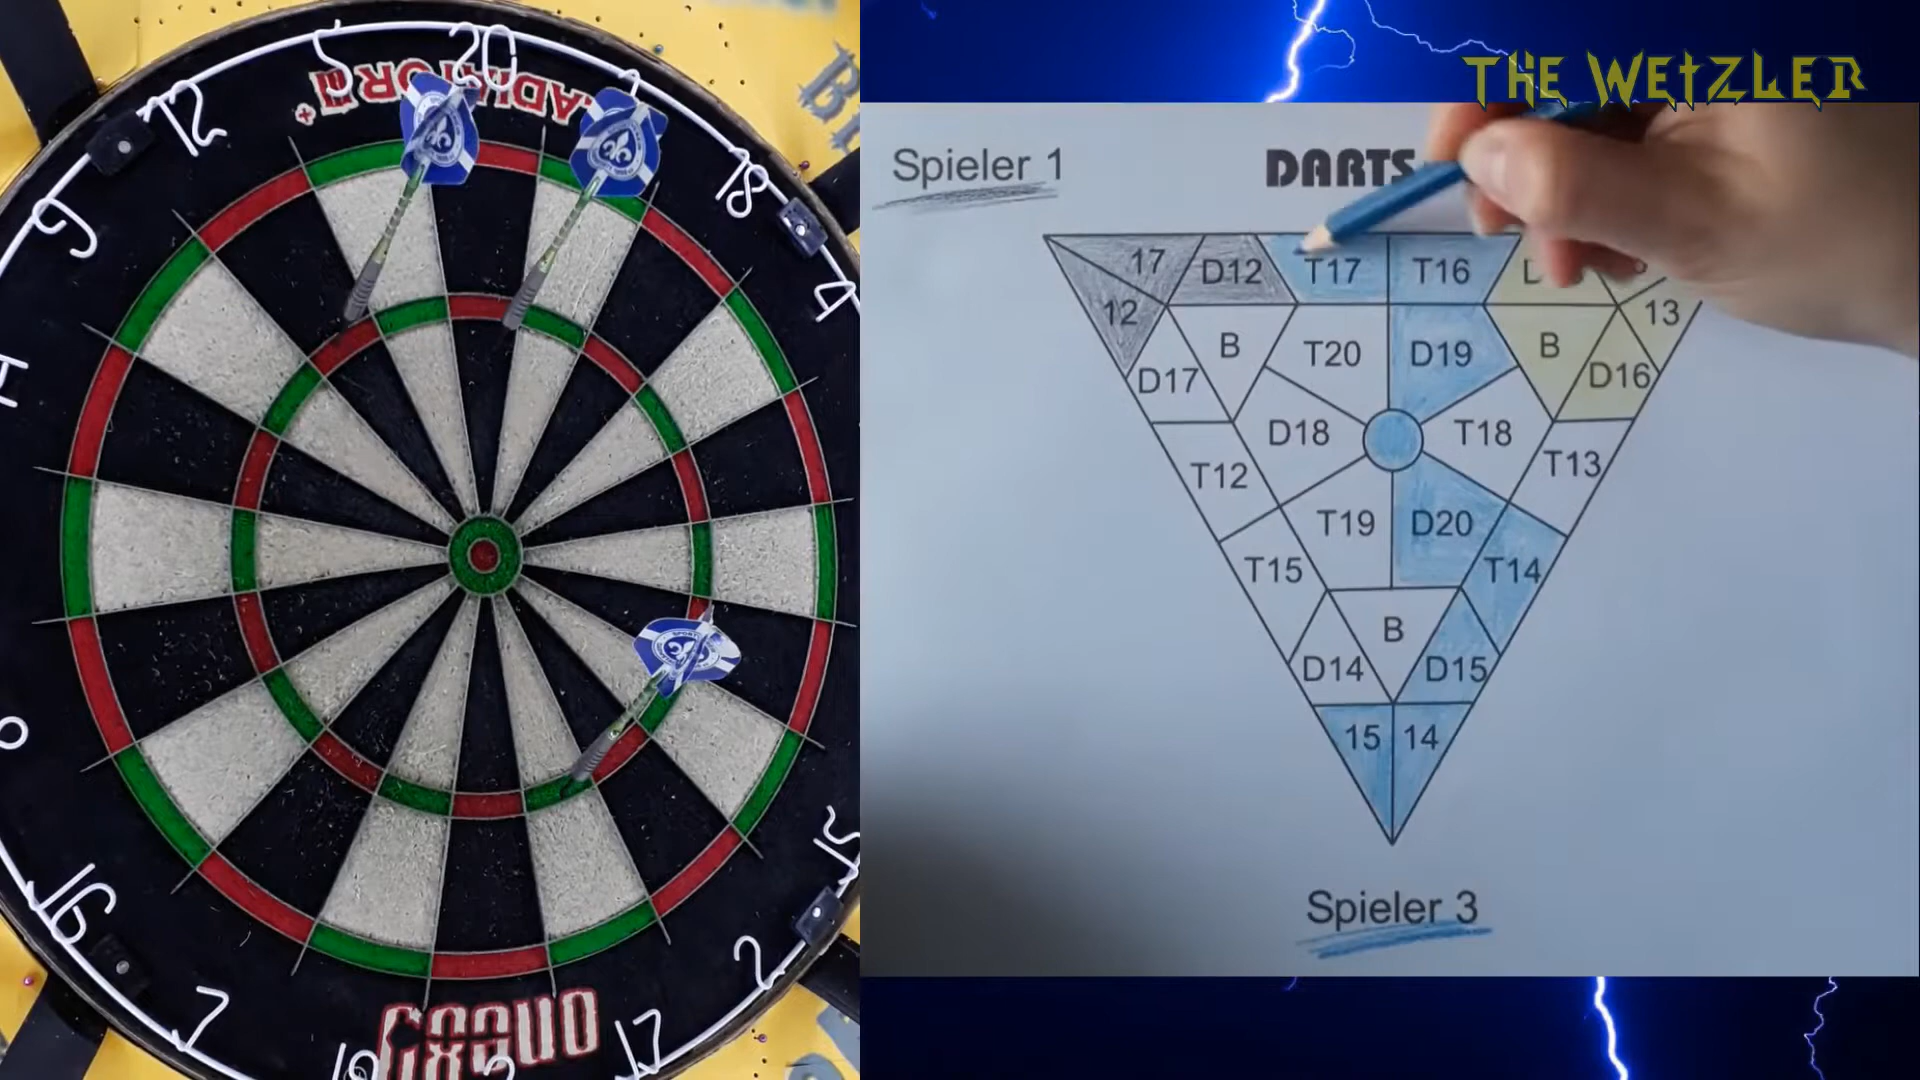 THE WETZLER
Spieler 1
DARTS
17
D12
T17
T16
12
13
D17
B
T20
D19
B
D16
D18
T18
T12
T13
T19
D20
T15
T14
B
D14
D15
15
14
Spieler 3
5
20
12
18
4
9
16
7
19
3
17
2
15